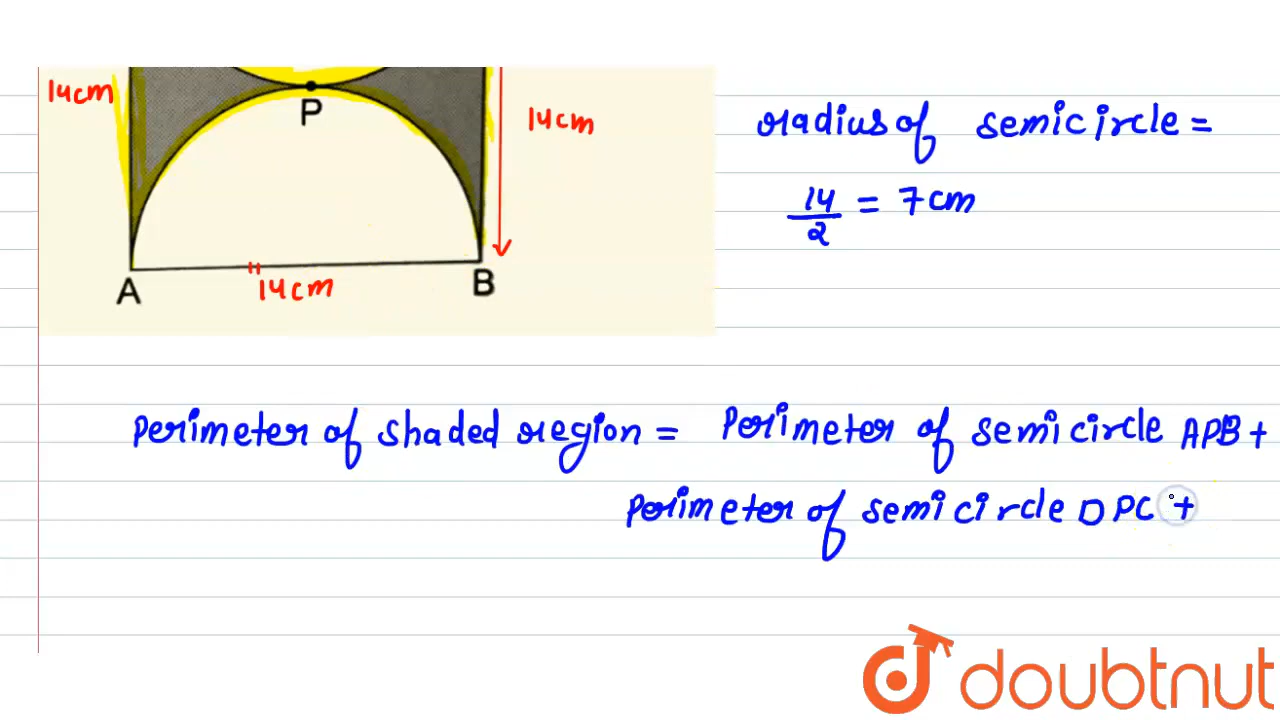 14cm
P
14cm
A
14cm
B
radius of semicircle =
14/2 = 7cm
Perimeter of shaded region = Perimeter of semicircle APB +
Perimeter of semicircle DPC +
doubtnut